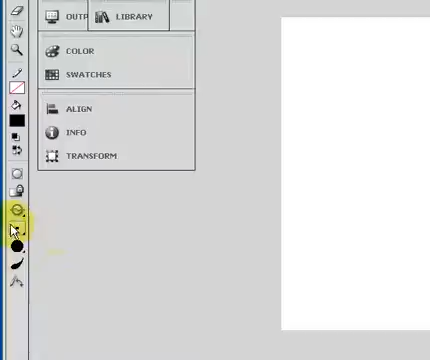 OUTP
LIBRARY
COLOR
SWATCHES
ALIGN
INFO
TRANSFORM